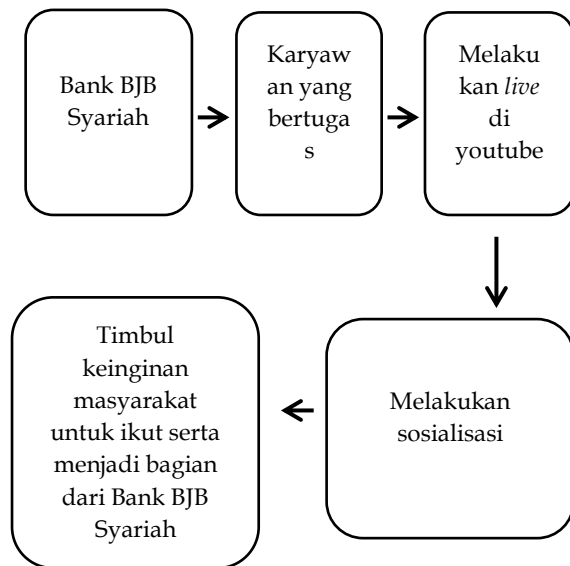 Bank BJB
Syariah
Karyaw
an yang
bertuga
s
Melaku
kan live
di
youtube
Melakukan
sosialisasi
Timbul
keinginan
masyarakat
untuk ikut serta
menjadi bagian
dari Bank BJB
Syariah